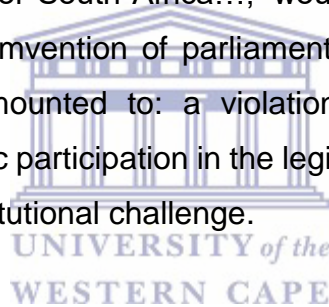 of South Africa…,' wou
mvention of parliament
nounted to: a violation
c participation in the legi
tutional challenge.
UNIVERSITY of the
WESTERN CAPE